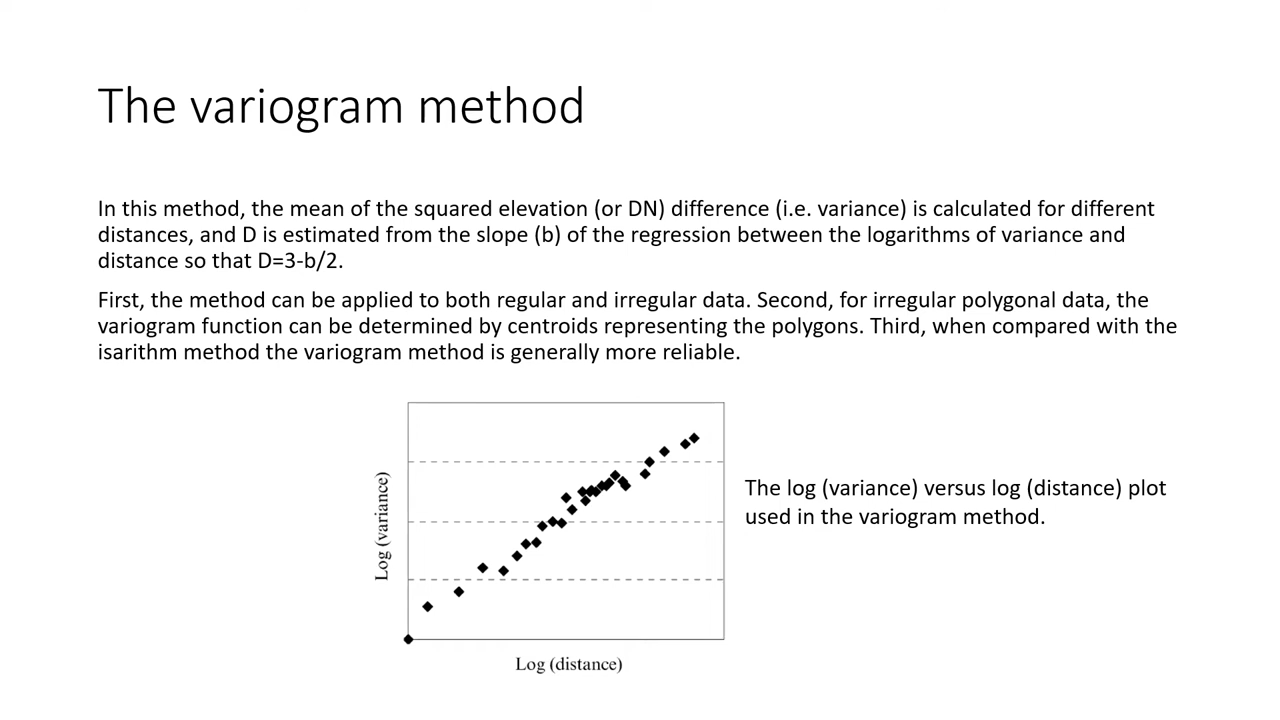 The variogram method
In this method, the mean of the squared elevation (or DN) difference (i.e. variance) is calculated for different
distances, and D is estimated from the slope (b) of the regression between the logarithms of variance and
distance so that D=3-b/2.
First, the method can be applied to both regular and irregular data. Second, for irregular polygonal data, the
variogram function can be determined by centroids representing the polygons. Third, when compared with the
isarithm method the variogram method is generally more reliable.
Log (variance)
The log (variance) versus log (distance) plot
used in the variogram method.
Log (distance)